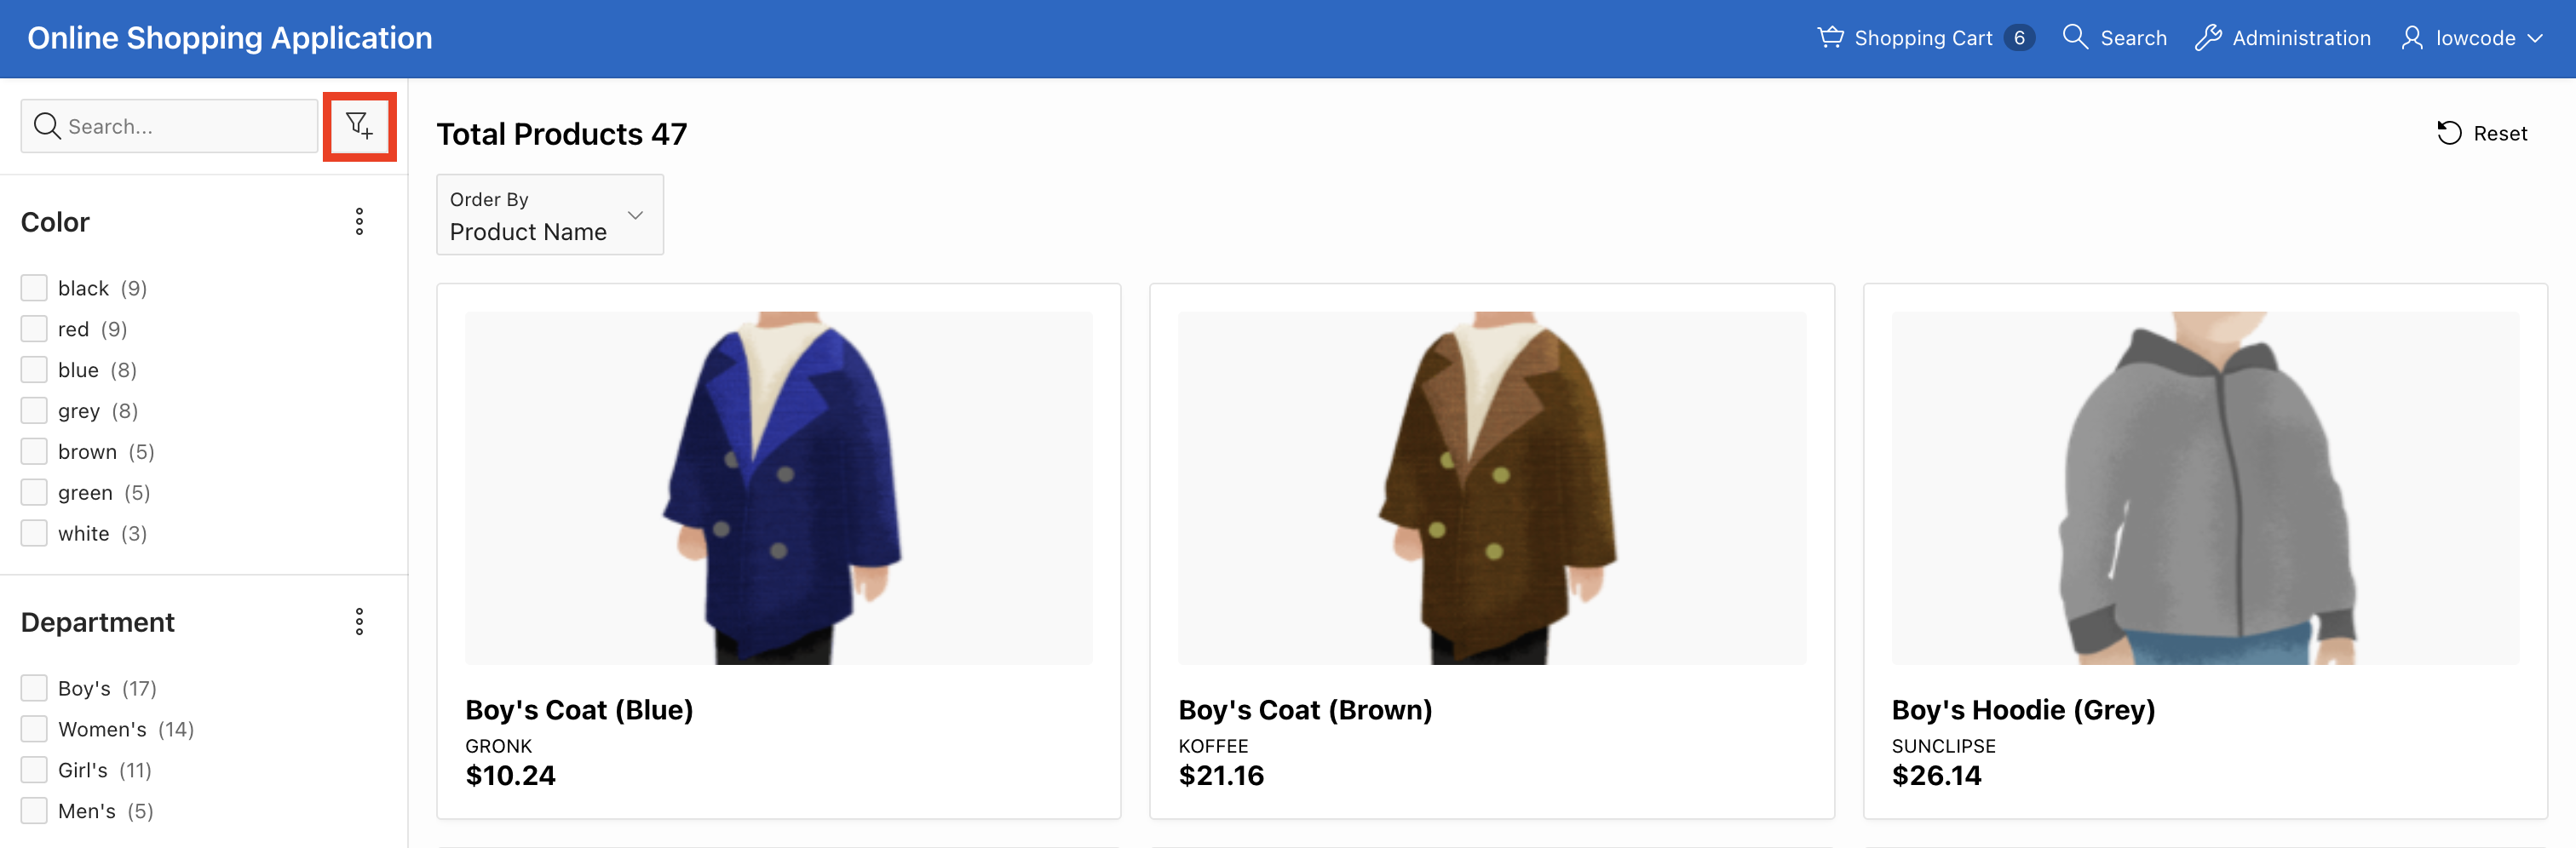 Online Shopping Application
Shopping Cart 6 Search Administration lowcode
Search...
Total Products 47
Reset
Order By
Product Name
Color
black (9)
red (9)
blue (8)
grey (8)
brown (5)
green (5)
white (3)
Department
Boy's (17)
Women's (14)
Girl's (11)
Men's (5)
Boy's Coat (Blue)
GRONK
$10.24
Boy's Coat (Brown)
KOFFEE
$21.16
Boy's Hoodie (Grey)
SUNCLIPSE
$26.14